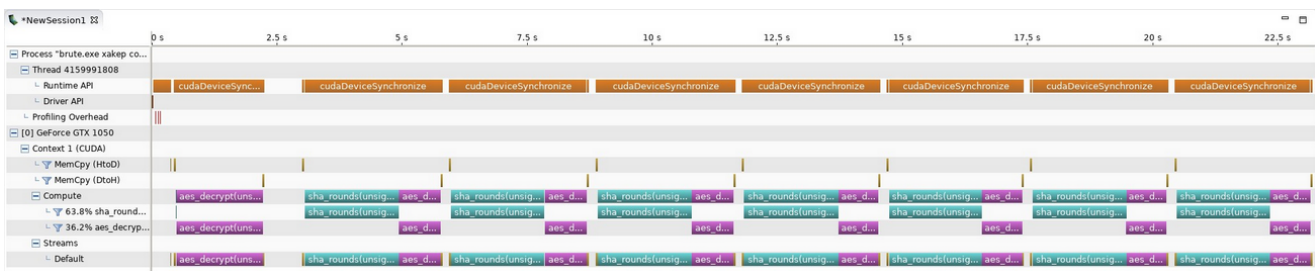 *NewSession1
0 s 2.5 s 5 s 7.5 s 10 s 12.5 s 15 s 17.5 s 20 s 22.5 s
Process "brute.exe xakep co...
Thread 4159991808
Runtime API cudaDeviceSync... cudaDeviceSynchronize cudaDeviceSynchronize cudaDeviceSynchronize cudaDeviceSynchronize cudaDeviceSynchronize cudaDeviceSynchronize cudaDeviceSynchronize
Driver API
Profiling Overhead
[0] GeForce GTX 1050
Context 1 (CUDA)
MemCpy (HtoD)
MemCpy (DtoH)
Compute aes_decrypt(uns... sha_rounds(unsig... aes_d... sha_rounds(unsig... aes_d... sha_rounds(unsig... aes_d... sha_rounds(unsig... aes_d... sha_rounds(unsig... aes_d... sha_rounds(unsig... aes_d... sha_rounds(unsig... aes_d...
63.8% sha_round... sha_rounds(unsig... sha_rounds(unsig... sha_rounds(unsig... sha_rounds(unsig... sha_rounds(unsig... sha_rounds(unsig... sha_rounds(unsig...
36.2% aes_decryp... aes_decrypt(uns... aes_d... aes_d... aes_d... aes_d... aes_d... aes_d... aes_d...
Streams
Default aes_decrypt(uns... sha_rounds(unsig... aes_d... sha_rounds(unsig... aes_d... sha_rounds(unsig... aes_d... sha_rounds(unsig... aes_d... sha_rounds(unsig... aes_d... sha_rounds(unsig... aes_d... sha_rounds(unsig... aes_d...